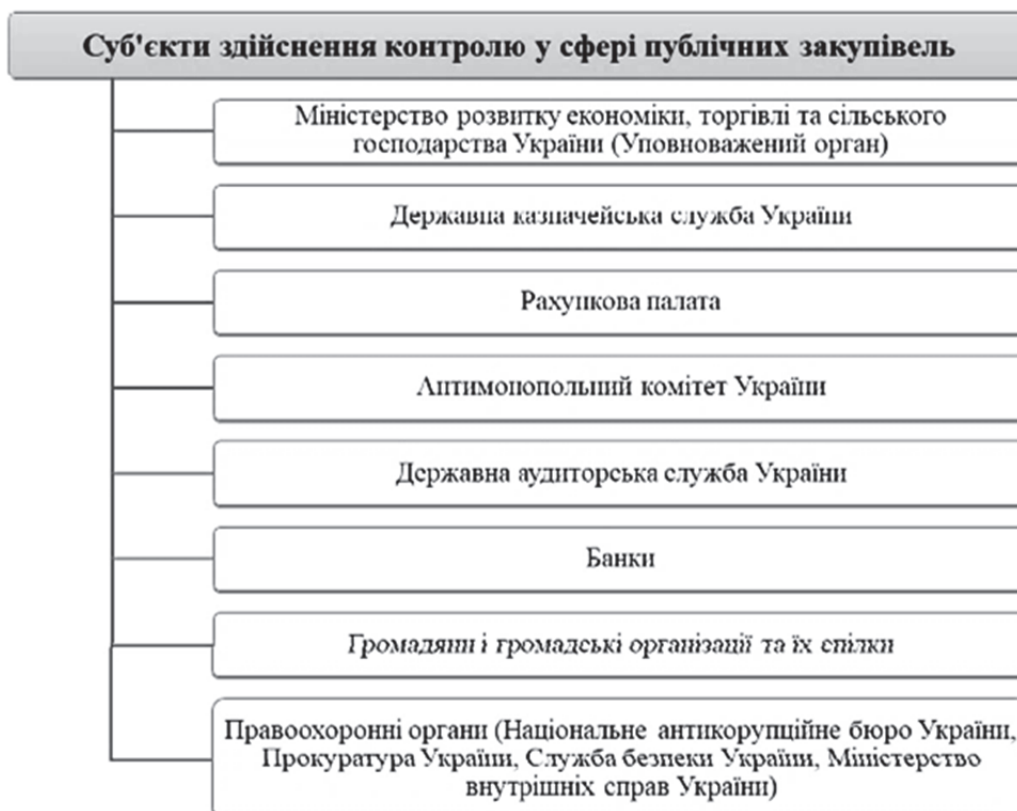 Суб'єкти здійснення контролю у сфері публічних закупівель
Міністерство розвитку економіки, торгівлі та сільського
господарства України (Уповноважений орган)
Державна казначейська служба України
Рахункова палата
Антимонопольний комітет України
Державна аудиторська служба України
Банки
Громадяни і громадські організації та їх спілки
Правоохоронні органи (Національне антикорупційне бюро України,
Прокуратура України, Служба безпеки України, Міністерство
внутрішніх справ України)